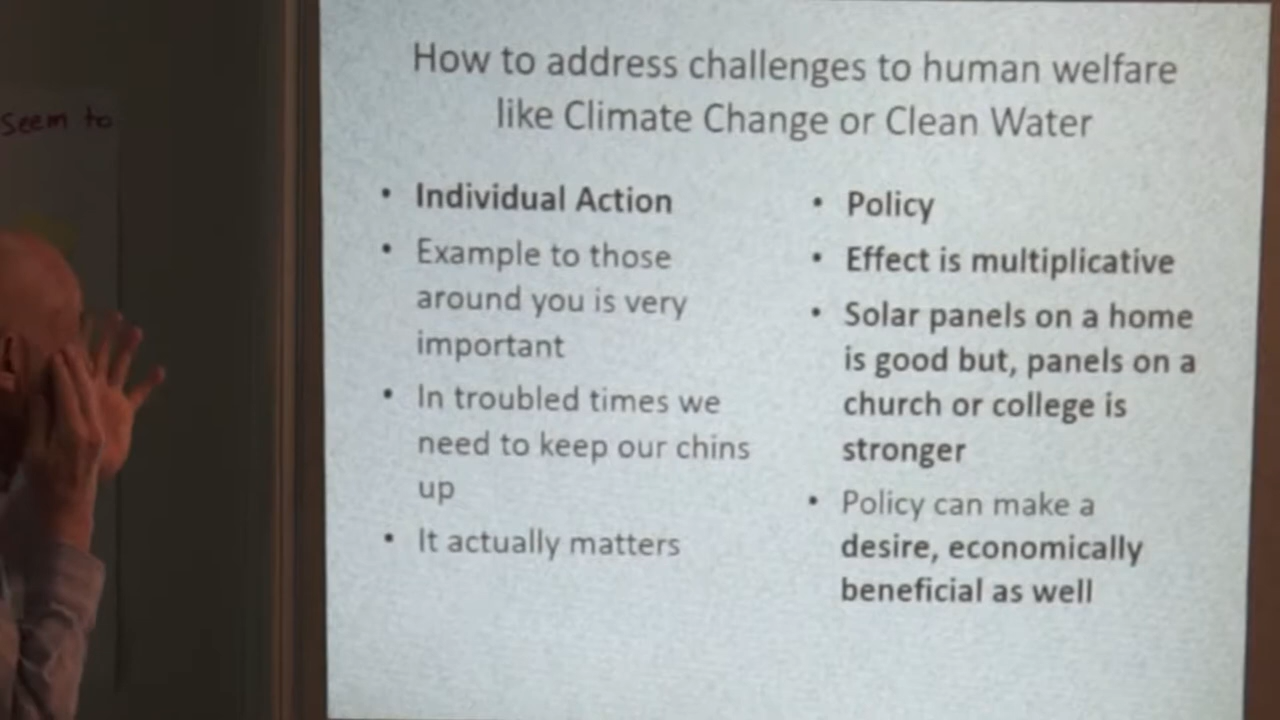 seem to
How to address challenges to human welfare
like Climate Change or Clean Water
• Individual Action
• Example to those
around you is very
important
• In troubled times we
need to keep our chins
up
• It actually matters
• Policy
• Effect is multiplicative
• Solar panels on a home
is good but, panels on a
church or college is
stronger
• Policy can make a
desire, economically
beneficial as well